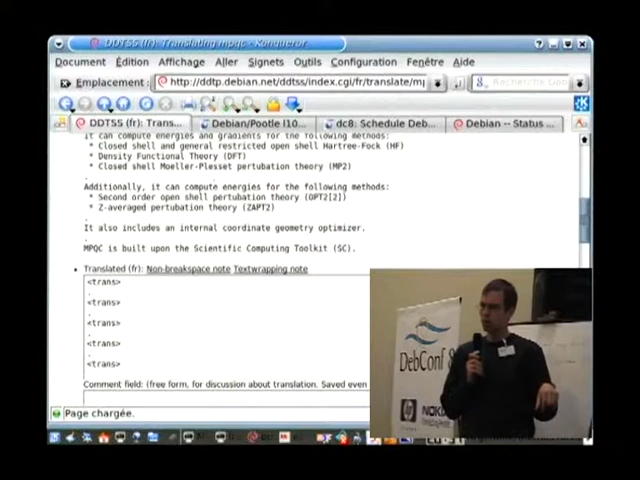 DDTSS (fr): Translating mpqc - Konqueror
Document Édition Affichage Aller Signets Outils Configuration Fenêtre Aide
Emplacement: http://ddtp.debian.net/ddtss/index.cgi/fr/translate/mp
DDTSS (fr): Trans... Debian/Pootle l10... dc8: Schedule Deb... Debian -- Status ...
It can compute energies and gradients for the following methods:
* Closed shell and general restricted open shell Hartree-Fock (HF)
* Density Functional Theory (DFT)
* Closed shell Moeller-Plesset pertubation theory (MP2)
.
Additionally, it can compute energies for the following methods:
* Second order open shell pertubation theory (OPT2[2])
* Z-averaged pertubation theory (ZAPT2)
.
It also includes an internal coordinate geometry optimizer.
.
MPQC is built upon the Scientific Computing Toolkit (SC).
Translated (fr): Non-breakspace note Textwrapping note
<trans>
.
<trans>
.
<trans>
.
<trans>
.
<trans>
Comment field: (free form, for discussion about translation. Saved even
Page chargée.
DebConf 8
hp
NOKIA